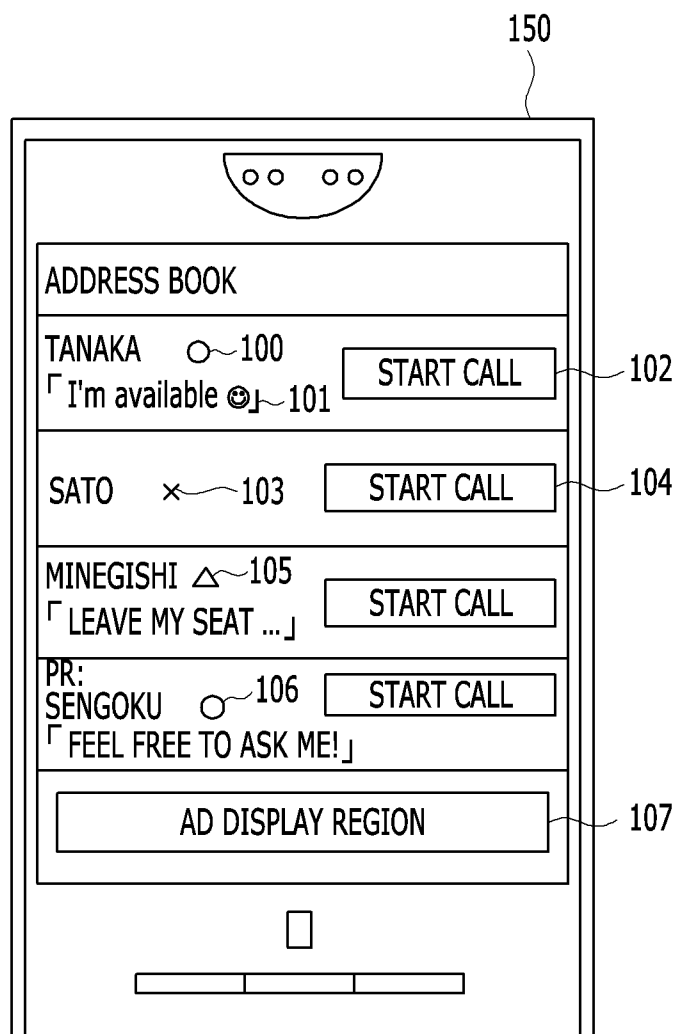 150
ADDRESS BOOK
TANAKA ○ 100
「I'm available ☺」 101
START CALL 102
SATO × 103
START CALL 104
MINEGISHI △ 105
「LEAVE MY SEAT ...」
START CALL
PR:
SENGOKU ○ 106
START CALL
「FEEL FREE TO ASK ME!」
AD DISPLAY REGION 107